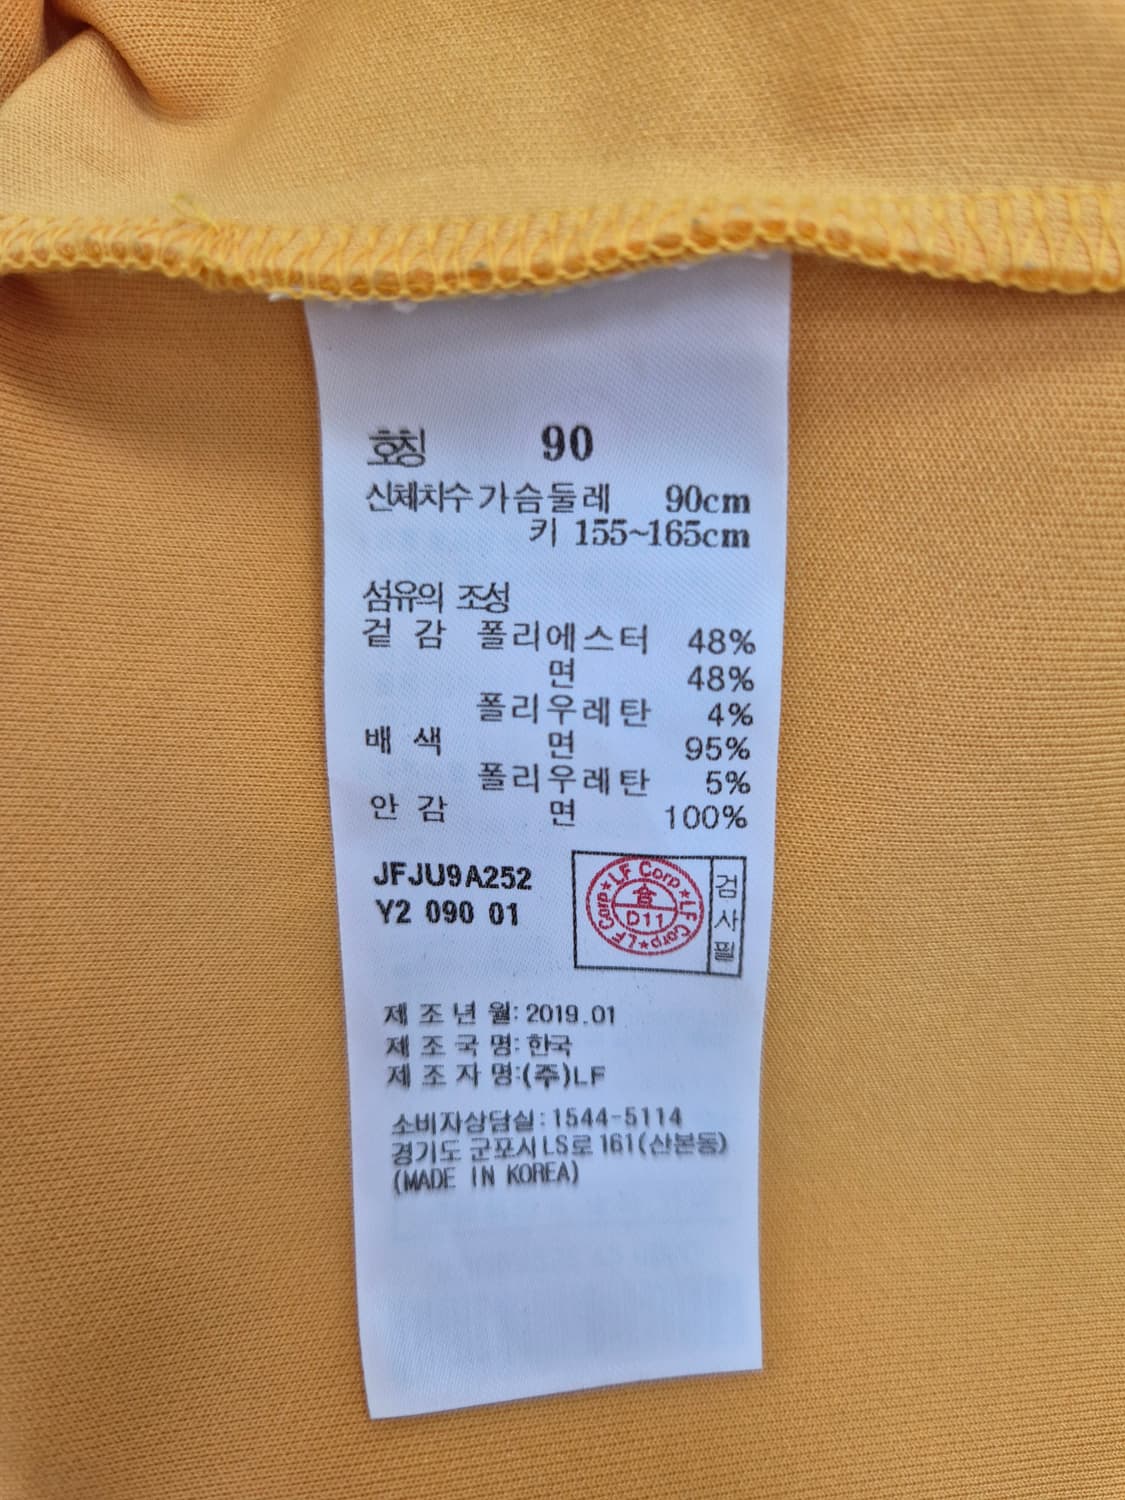 호칭 90
신체치수 가슴둘레 90cm
키 155~165cm
섬유의 조성
겉 감 폴리에스터 48%
면 48%
폴리우레탄 4%
배 색 면 95%
폴리우레탄 5%
안 감 면 100%
JFJU9A252
Y2 090 01
LF Corp★LF Corp★LF Corp★
合
D11
검사필
제 조 년 월: 2019.01
제 조 국 명: 한국
제 조 자 명:(주)LF
소비자상담실: 1544-5114
경기도 군포시 LS로 161(산본동)
(MADE IN KOREA)